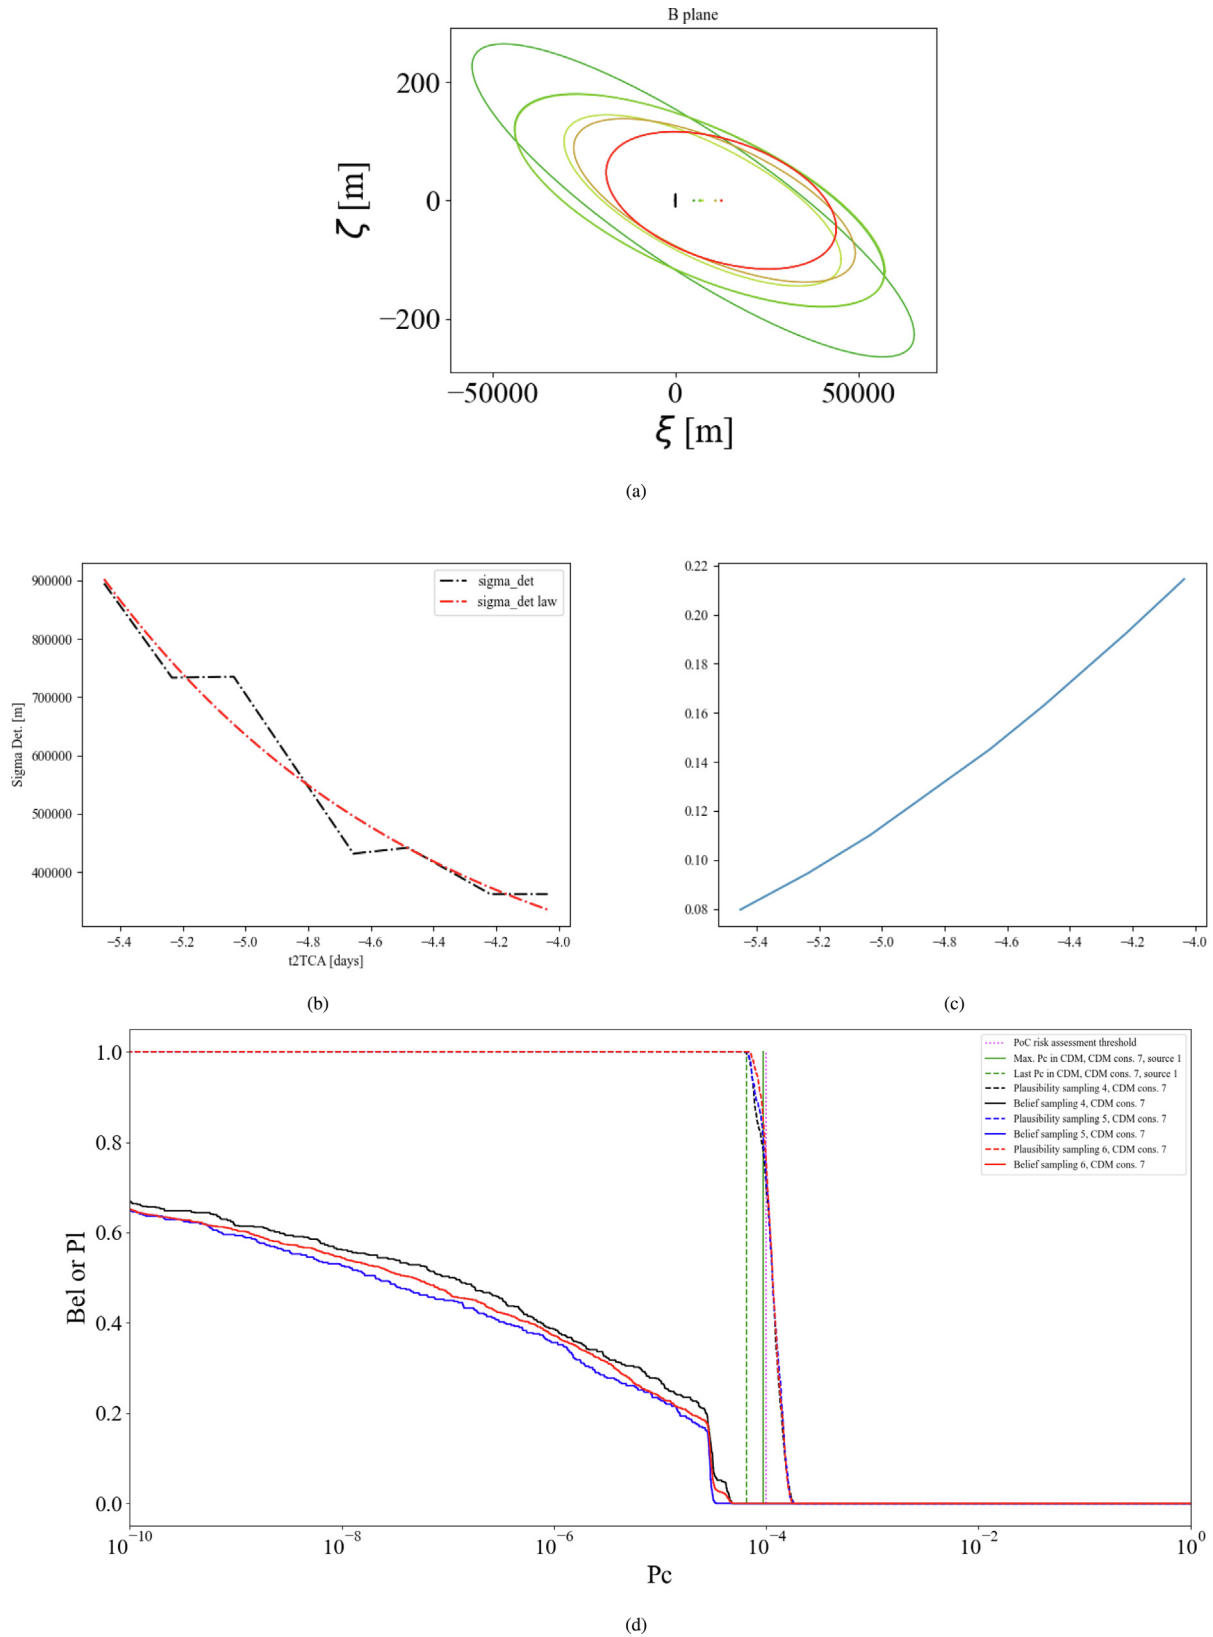 B plane
200
0
−200
ζ [m]
−50000
0
50000
ξ [m]
(a)
900000
800000
700000
600000
500000
400000
Sigma Det. [m]
sigma_det
sigma_det law
−5.4
−5.2
−5.0
−4.8
−4.6
−4.4
−4.2
−4.0
t2TCA [days]
(b)
0.22
0.20
0.18
0.16
0.14
0.12
0.10
0.08
−5.4
−5.2
−5.0
−4.8
−4.6
−4.4
−4.2
−4.0
(c)
1.0
0.8
0.6
0.4
0.2
0.0
Bel or Pl
PoC risk assessment threshold
Max. Pc in CDM, CDM cons. 7, source 1
Last Pc in CDM, CDM cons. 7, source 1
Plausibility sampling 4, CDM cons. 7
Belief sampling 4, CDM cons. 7
Plausibility sampling 5, CDM cons. 7
Belief sampling 5, CDM cons. 7
Plausibility sampling 6, CDM cons. 7
Belief sampling 6, CDM cons. 7
10⁻¹⁰
10⁻⁸
10⁻⁶
10⁻⁴
10⁻²
10⁰
Pc
(d)